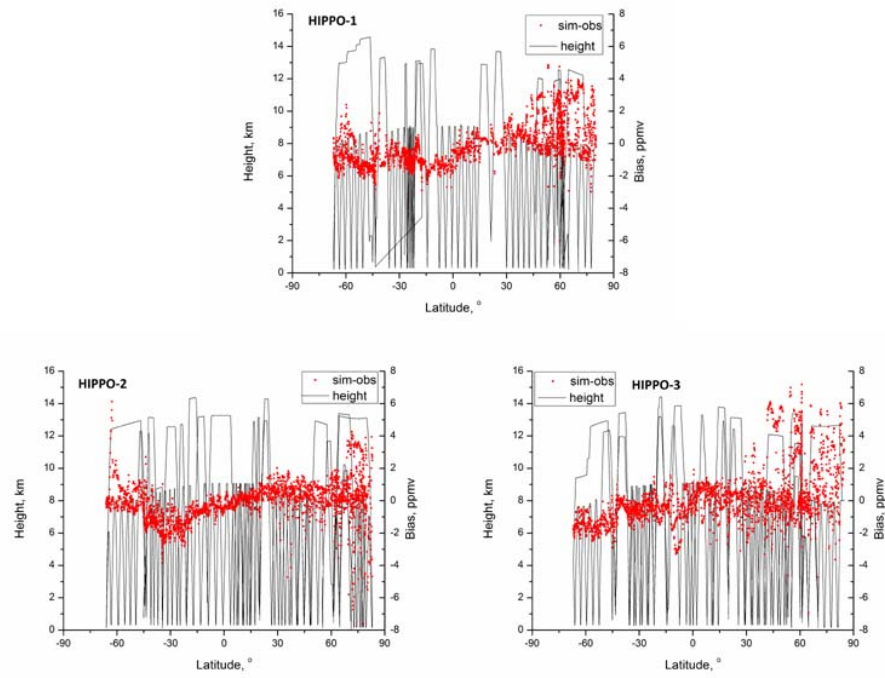 HIPPO-1
sim-obs
height
16
14
12
10
8
6
4
2
0
Height, km
8
6
4
2
0
-2
-4
-6
-8
Bias, ppmv
-90 -60 -30 0 30 60 90
Latitude, °
HIPPO-2
sim-obs
height
16
14
12
10
8
6
4
2
0
Height, km
8
6
4
2
0
-2
-4
-6
-8
Bias, ppmv
-90 -60 -30 0 30 60 90
Latitude, °
HIPPO-3
sim-obs
height
16
14
12
10
8
6
4
2
0
Height, km
8
6
4
2
0
-2
-4
-6
-8
Bias, ppmv
-90 -60 -30 0 30 60 90
Latitude, °